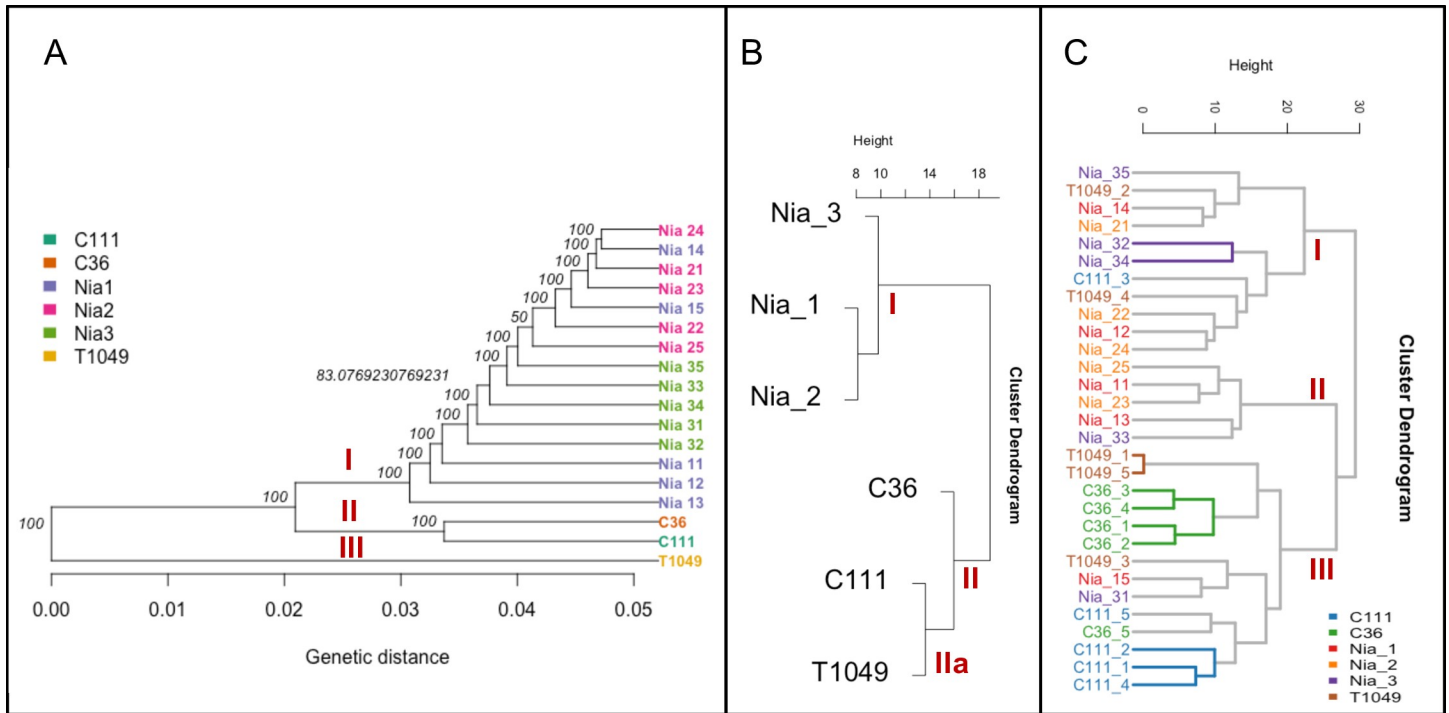 A
C111
C36
Nia1
Nia2
Nia3
T1049
100
100
100
100
100
50
100
100
83.0769230769231
100
100
100
100
100
100
100
100
Nia 24
Nia 14
Nia 21
Nia 23
Nia 15
Nia 22
Nia 25
Nia 35
Nia 33
Nia 34
Nia 31
Nia 32
Nia 11
Nia 12
Nia 13
C36
C111
T1049
I
II
III
0.00 0.01 0.02 0.03 0.04 0.05
Genetic distance
B
Height
8 10 14 18
Nia_3
Nia_1
Nia_2
C36
C111
T1049
I
II
IIa
Cluster Dendrogram
C
Height
0 10 20 30
Nia_35
T1049_2
Nia_14
Nia_21
Nia_32
Nia_34
C111_3
T1049_4
Nia_22
Nia_12
Nia_24
Nia_25
Nia_11
Nia_23
Nia_13
Nia_33
T1049_1
T1049_5
C36_3
C36_4
C36_1
C36_2
T1049_3
Nia_15
Nia_31
C111_5
C36_5
C111_2
C111_1
C111_4
I
II
III
Cluster Dendrogram
C111
C36
Nia_1
Nia_2
Nia_3
T1049